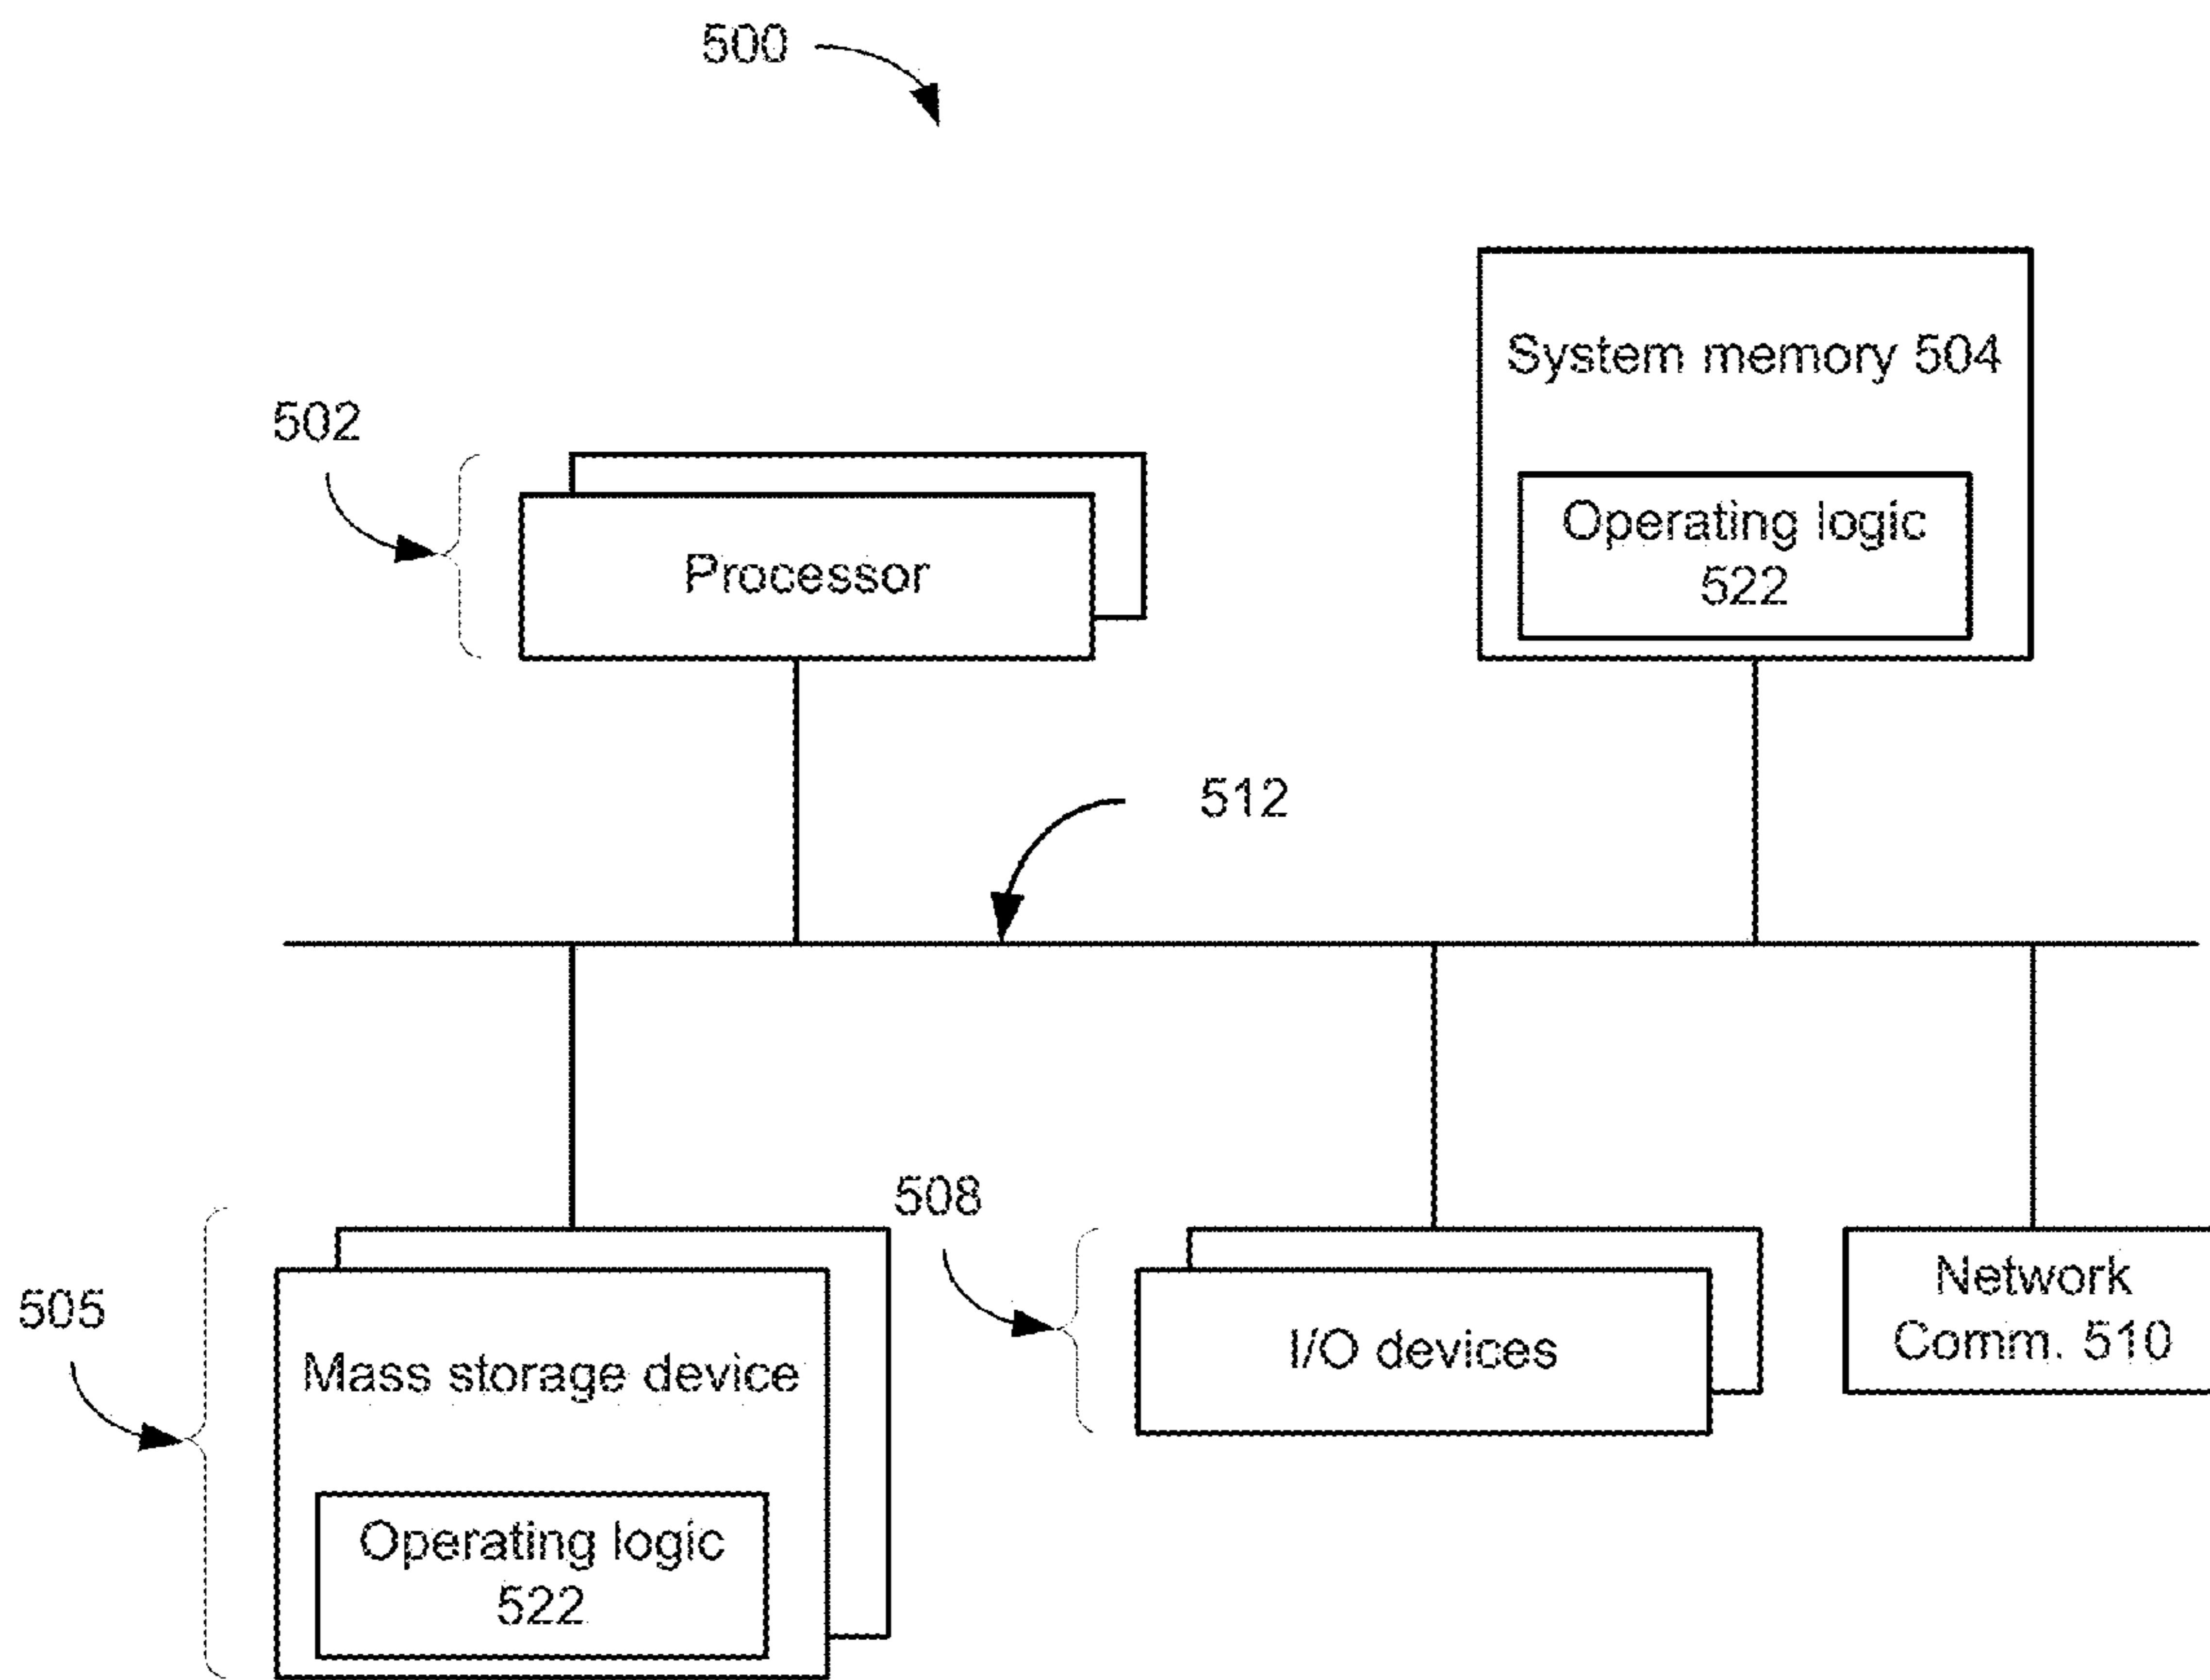 500
System memory 504
502
Operating logic
522
Processor
512
508
505
Mass storage device
I/O devices
Network
Comm. 510
Operating logic
522